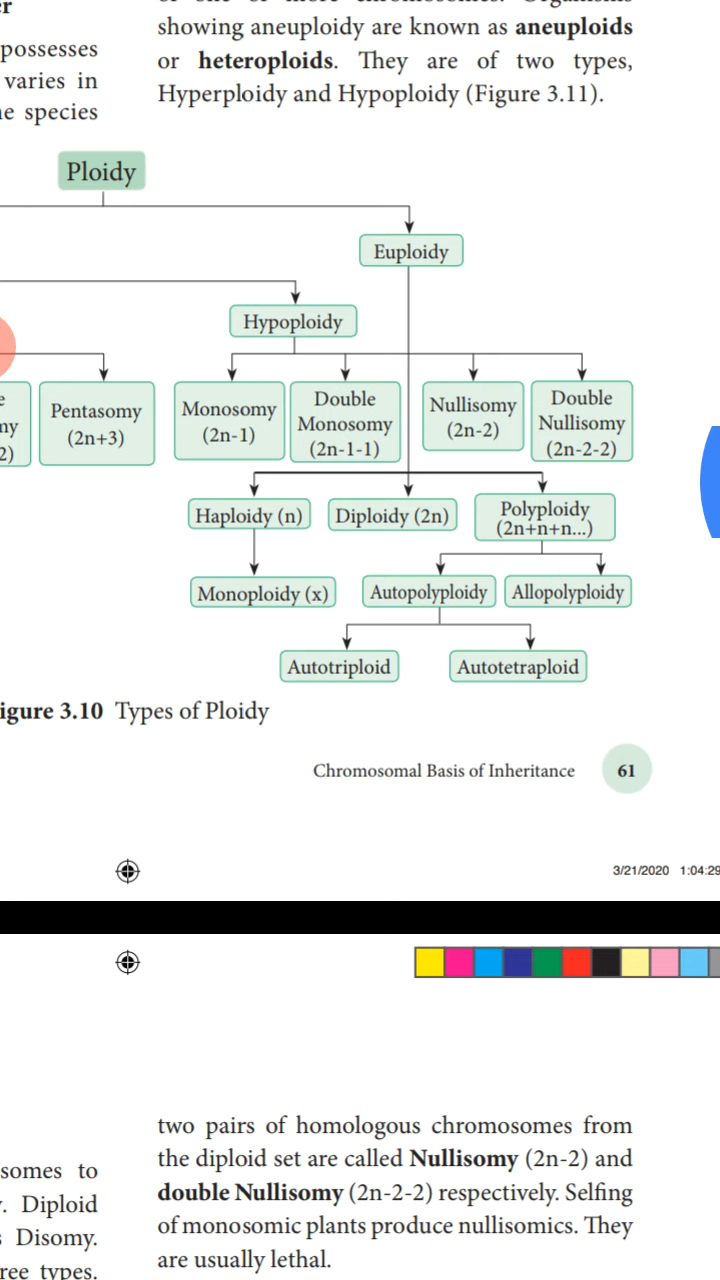 er
possesses
varies in
species
showing aneuploidy are known as aneuploids
or heteroploids. They are of two types,
Hyperploidy and Hypoploidy (Figure 3.11).
Ploidy
Euploidy
Hypoploidy
Pentasomy
(2n+3)
Monosomy
(2n-1)
Double
Monosomy
(2n-1-1)
Nullisomy
(2n-2)
Double
Nullisomy
(2n-2-2)
Haploidy (n)
Diploidy (2n)
Polyploidy
(2n+n+n...)
Monoploidy (x)
Autopolyploidy
Allopolyploidy
Autotriploid
Autotetraploid
igure 3.10 Types of Ploidy
Chromosomal Basis of Inheritance 61
3/21/2020 1:04:29
two pairs of homologous chromosomes from
the diploid set are called Nullisomy (2n-2) and
double Nullisomy (2n-2-2) respectively. Selfing
of monosomic plants produce nullisomics. They
are usually lethal.
somes to
. Diploid
Disomy.
ree types.